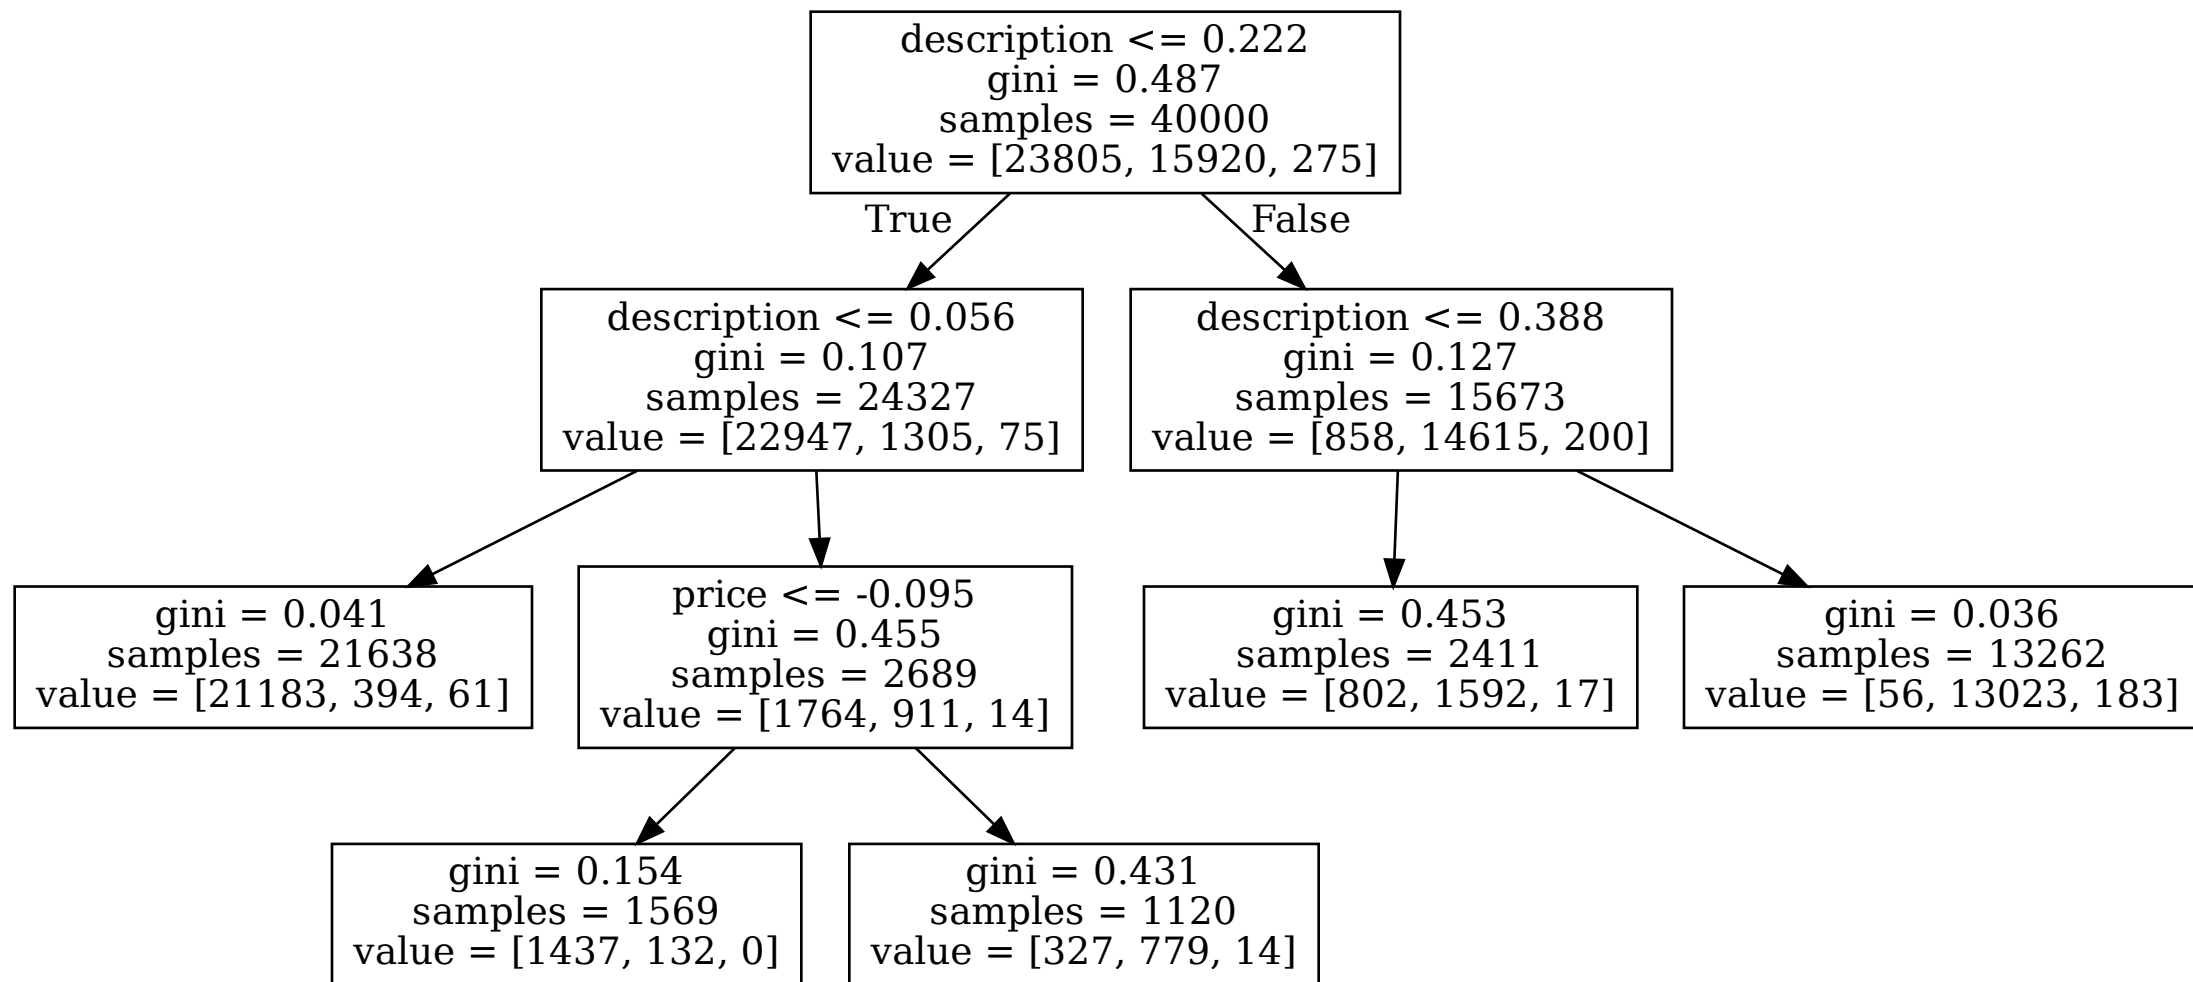 description <= 0.222
gini = 0.487
samples = 40000
value = [23805, 15920, 275]
True
False
description <= 0.056
gini = 0.107
samples = 24327
value = [22947, 1305, 75]
description <= 0.388
gini = 0.127
samples = 15673
value = [858, 14615, 200]
gini = 0.041
samples = 21638
value = [21183, 394, 61]
price <= -0.095
gini = 0.455
samples = 2689
value = [1764, 911, 14]
gini = 0.453
samples = 2411
value = [802, 1592, 17]
gini = 0.036
samples = 13262
value = [56, 13023, 183]
gini = 0.154
samples = 1569
value = [1437, 132, 0]
gini = 0.431
samples = 1120
value = [327, 779, 14]